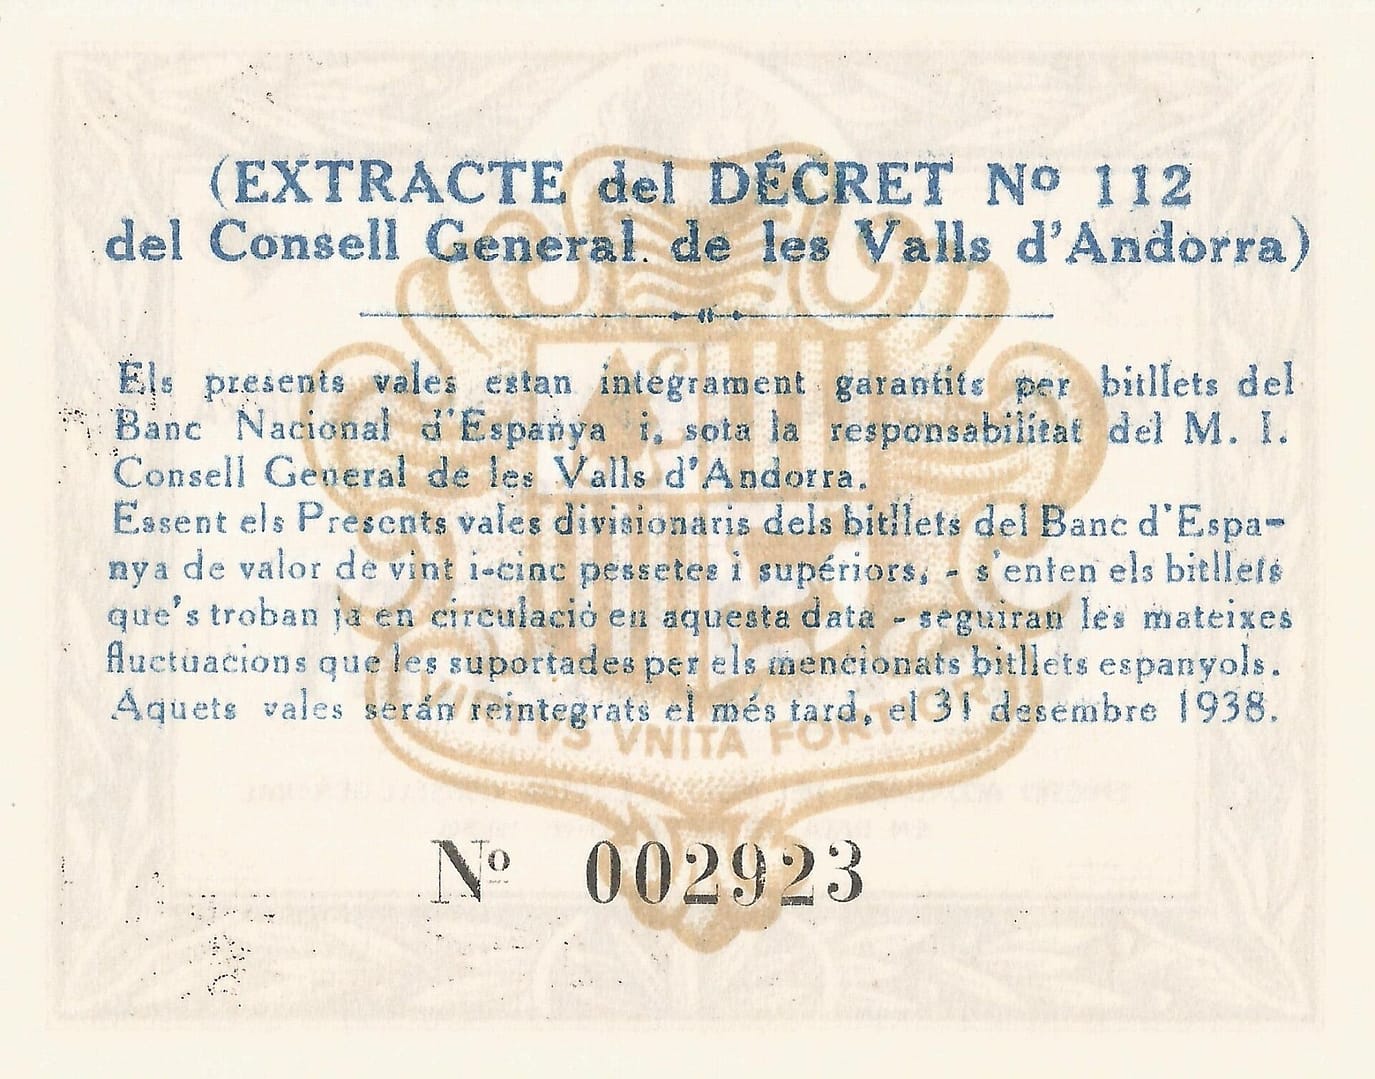 (EXTRACTE del DÉCRET Nº 112
del Consell General. de les Valls d'Andorra)
Els presents vales estan íntegrament garantits per bitllets del
Banc Nacional d'Espanya i, sota la responsabilitat del M. I.
Consell General de les Valls d'Andorra.
Essent els Presents vales divisionaris dels bitllets del Banc d'Espa-
nya de valor de vint i-cinc pessetes i supériors, - s'enten els bitllets
que's troban ja en circulació en aquesta data - seguiran les mateixes
fluctuacions que les suportades per els mencionats bitllets espanyols.
Aquets vales serán reintegrats el més tard, el 31 desembre 1938.
VIRTVS VNITA FORTIOR
Nº 002923